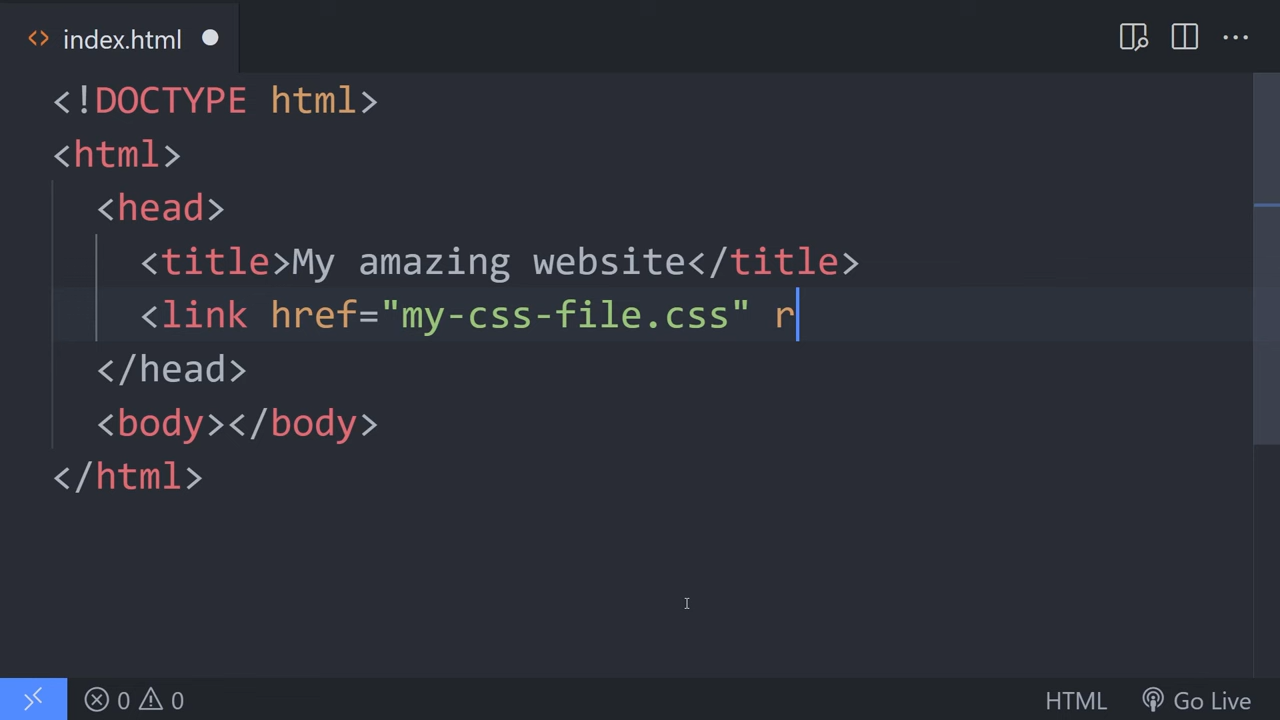 index.html
<!DOCTYPE html>
<html>
<head>
<title>My amazing website</title>
<link href="my-css-file.css" r
</head>
<body></body>
</html>
0 0 HTML Go Live